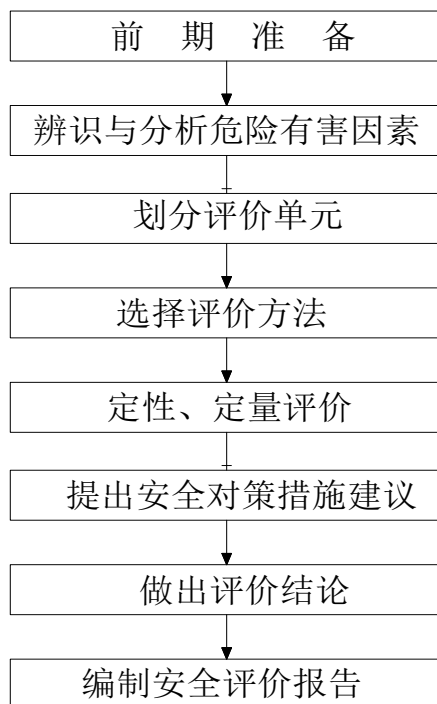 前 期 准 备
辨识与分析危险有害因素
划分评价单元
选择评价方法
定性、定量评价
提出安全对策措施建议
做出评价结论
编制安全评价报告